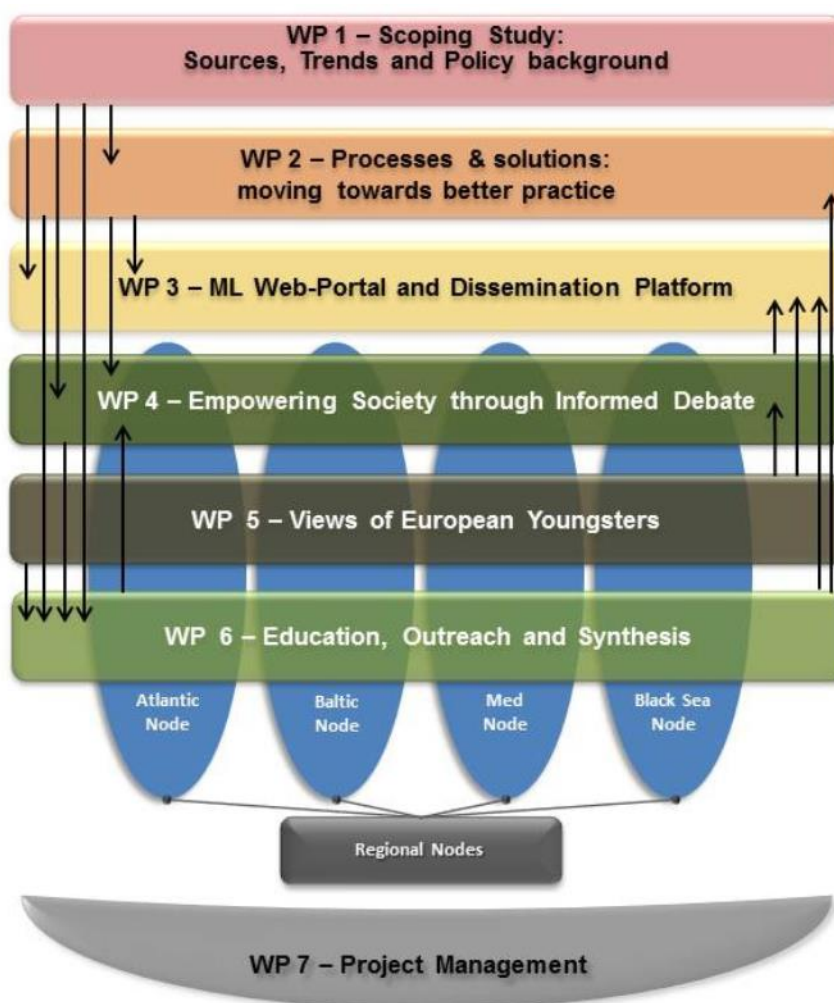 WP 1 – Scoping Study:
Sources, Trends and Policy background
WP 2 – Processes & solutions:
moving towards better practice
WP 3 – ML Web-Portal and Dissemination Platform
WP 4 – Empowering Society through Informed Debate
WP 5 – Views of European Youngsters
WP 6 – Education, Outreach and Synthesis
Atlantic
Node
Baltic
Node
Med
Node
Black Sea
Node
Regional Nodes
WP 7 – Project Management